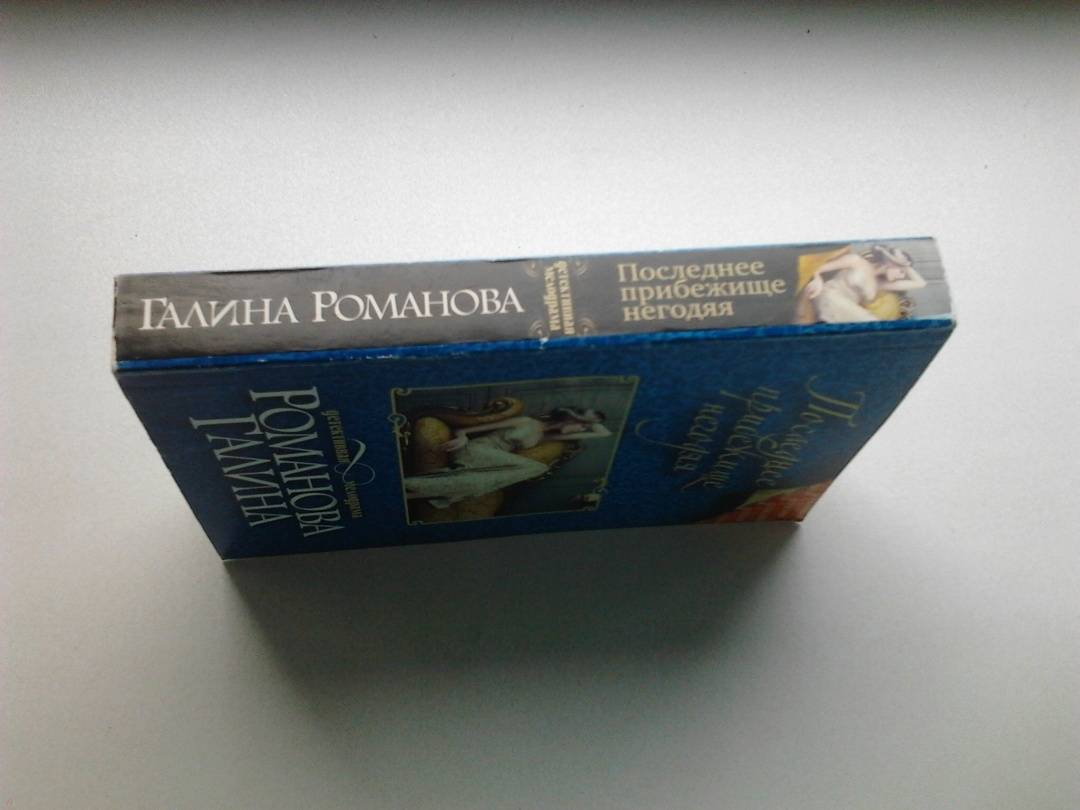 ГАЛИНА РОМАНОВА
детективная
мелодрама
Последнее
прибежище
негодяя
ГАЛИНА
РОМАНОВА
детективная мелодрама
Последнее
прибежище
негодяя